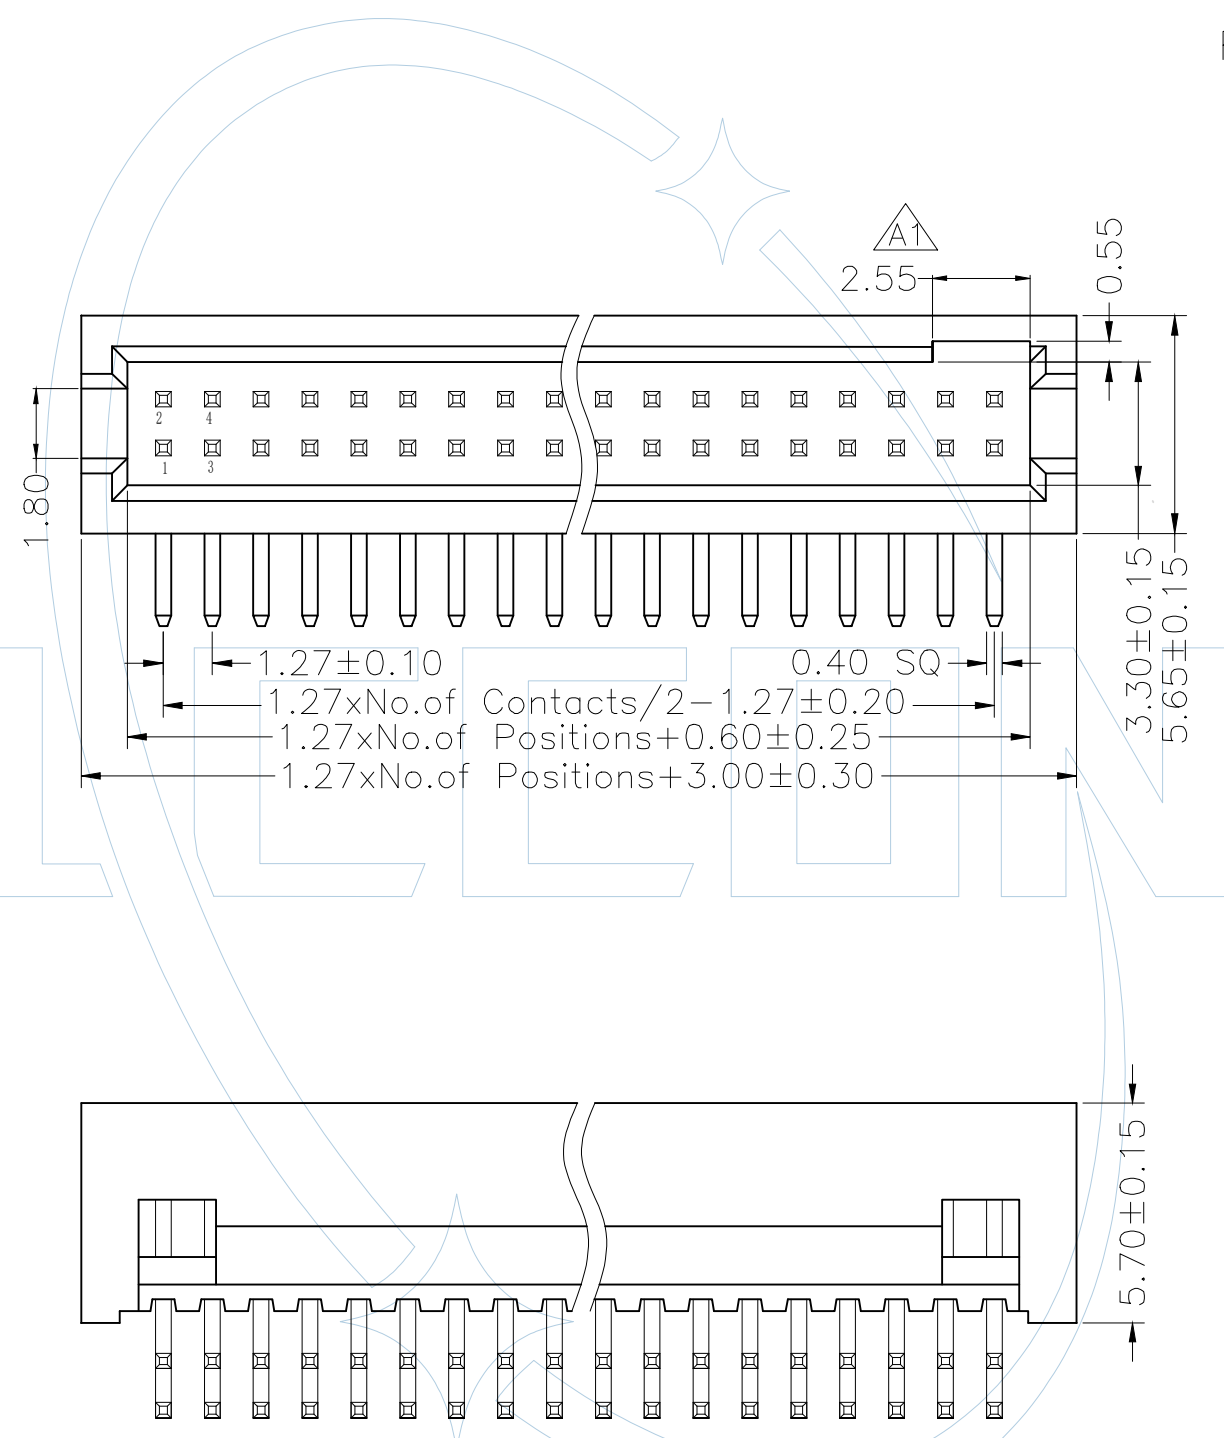 A1
2.55
0.55
2 4
1 3
1.80
3.30±0.15
5.65±0.15
1.27±0.10
0.40 SQ
1.27xNo.of Contacts/2-1.27±0.20
1.27xNo.of Positions+0.60±0.25
1.27xNo.of Positions+3.00±0.30
5.70±0.15